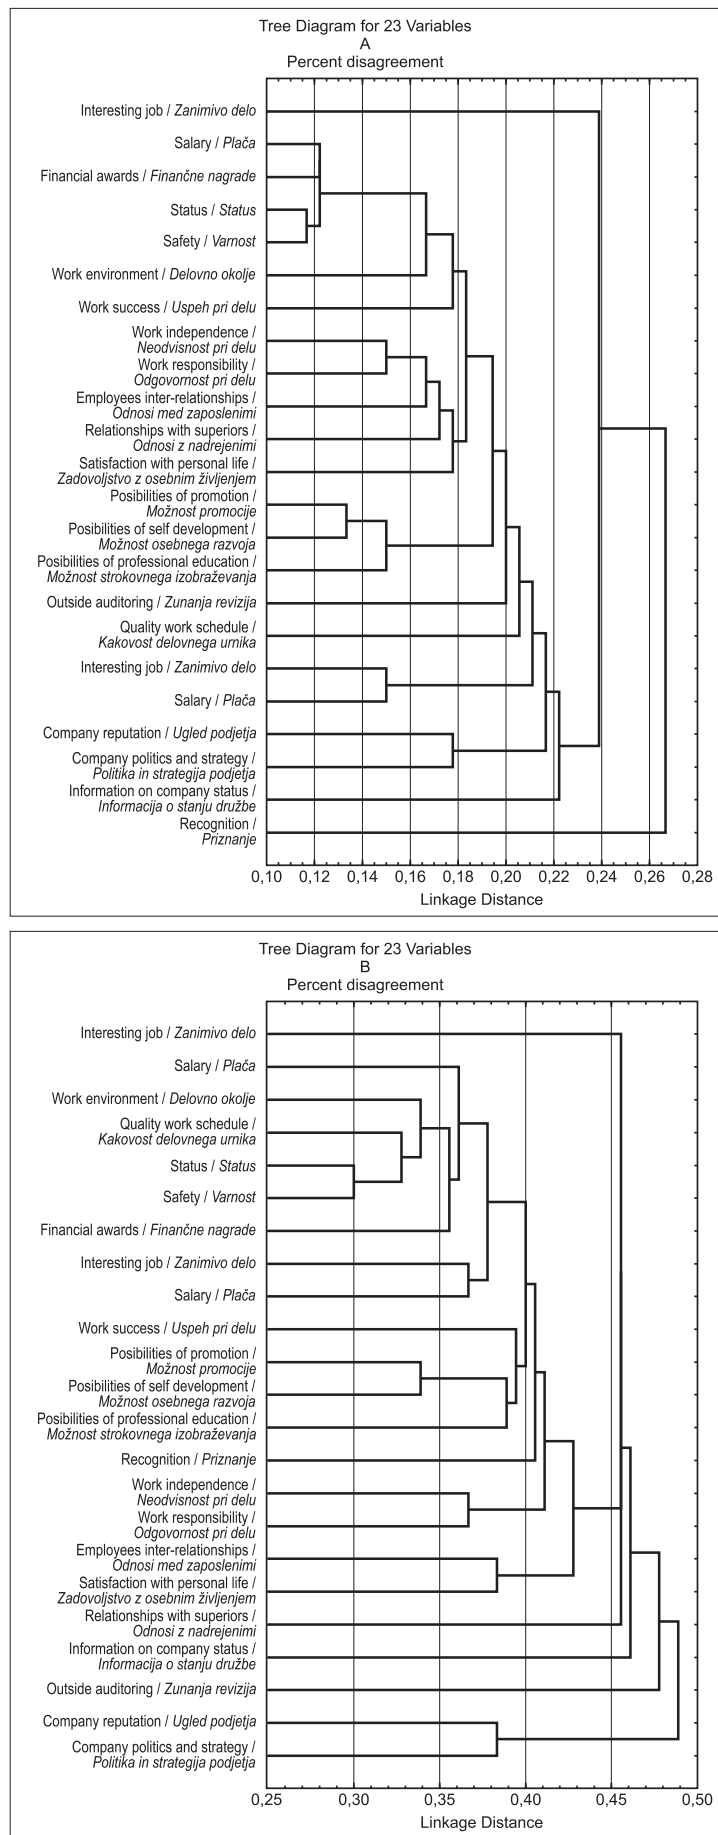 Tree Diagram for 23 Variables
A
Percent disagreement
Interesting job / Zanimivo delo
Salary / Plača
Financial awards / Finančne nagrade
Status / Status
Safety / Varnost
Work environment / Delovno okolje
Work success / Uspeh pri delu
Work independence /
Neodvisnost pri delu
Work responsibility /
Odgovornost pri delu
Employees inter-relationships /
Odnosi med zaposlenimi
Relationships with superiors /
Odnosi z nadrejenimi
Satisfaction with personal life /
Zadovoljstvo z osebnim življenjem
Posibilities of promotion /
Možnost promocije
Posibilities of self development /
Možnost osebnega razvoja
Posibilities of professional education /
Možnost strokovnega izobraževanja
Outside auditoring / Zunanja revizija
Quality work schedule /
Kakovost delovnega urnika
Interesting job / Zanimivo delo
Salary / Plača
Company reputation / Ugled podjetja
Company politics and strategy /
Politika in strategija podjetja
Information on company status /
Informacija o stanju družbe
Recognition /
Priznanje
0,10 0,12 0,14 0,16 0,18 0,20 0,22 0,24 0,26 0,28
Linkage Distance
Tree Diagram for 23 Variables
B
Percent disagreement
Interesting job / Zanimivo delo
Salary / Plača
Work environment / Delovno okolje
Quality work schedule /
Kakovost delovnega urnika
Status / Status
Safety / Varnost
Financial awards / Finančne nagrade
Interesting job / Zanimivo delo
Salary / Plača
Work success / Uspeh pri delu
Posibilities of promotion /
Možnost promocije
Posibilities of self development /
Možnost osebnega razvoja
Posibilities of professional education /
Možnost strokovnega izobraževanja
Recognition / Priznanje
Work independence /
Neodvisnost pri delu
Work responsibility /
Odgovornost pri delu
Employees inter-relationships /
Odnosi med zaposlenimi
Satisfaction with personal life /
Zadovoljstvo z osebnim življenjem
Relationships with superiors /
Odnosi z nadrejenimi
Information on company status /
Informacija o stanju družbe
Outside auditoring / Zunanja revizija
Company reputation / Ugled podjetja
Company politics and strategy /
Politika in strategija podjetja
0,25 0,30 0,35 0,40 0,45 0,50
Linkage Distance